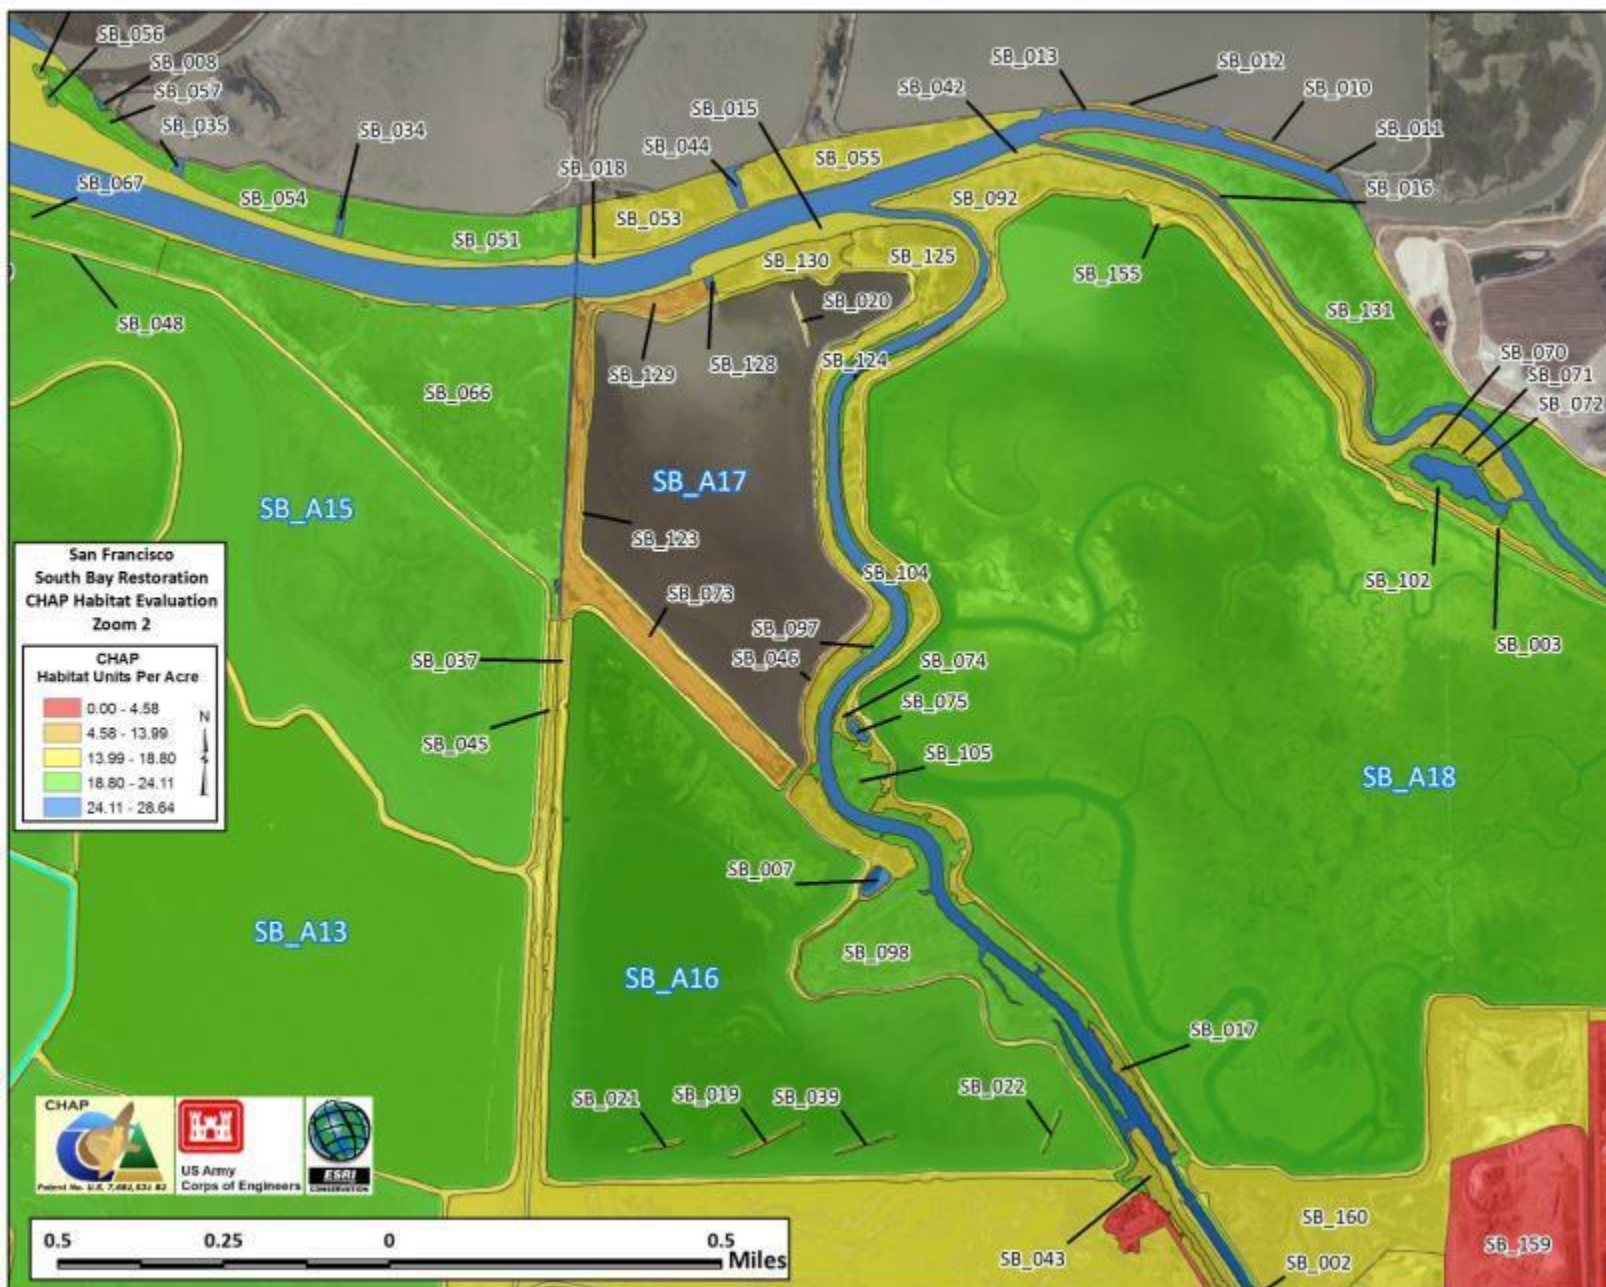 SB_056
SB_008
SB_057
SB_035
SB_034
SB_018
SB_044
SB_015
SB_042
SB_013
SB_012
SB_010
SB_011
SB_016
SB_067
SB_054
SB_051
SB_053
SB_055
SB_092
SB_130
SB_125
SB_155
SB_131
SB_048
SB_020
SB_129
SB_128
SB_124
SB_070
SB_071
SB_072
SB_066
SB_A15
SB_A17
SB_123
SB_073
SB_104
SB_102
SB_003
SB_097
SB_046
SB_074
SB_075
SB_105
SB_037
SB_045
SB_A18
San Francisco
South Bay Restoration
CHAP Habitat Evaluation
Zoom 2
CHAP
Habitat Units Per Acre
0.00 - 4.58
4.58 - 13.99
13.99 - 18.80
18.80 - 24.11
24.11 - 28.64
N
SB_007
SB_098
SB_A13
SB_A16
SB_017
SB_021
SB_019
SB_039
SB_022
SB_043
SB_160
SB_159
SB_002
CHAP
US Army
Corps of Engineers
ESRI
CONSERVATION
0.5 0.25 0 0.5
Miles